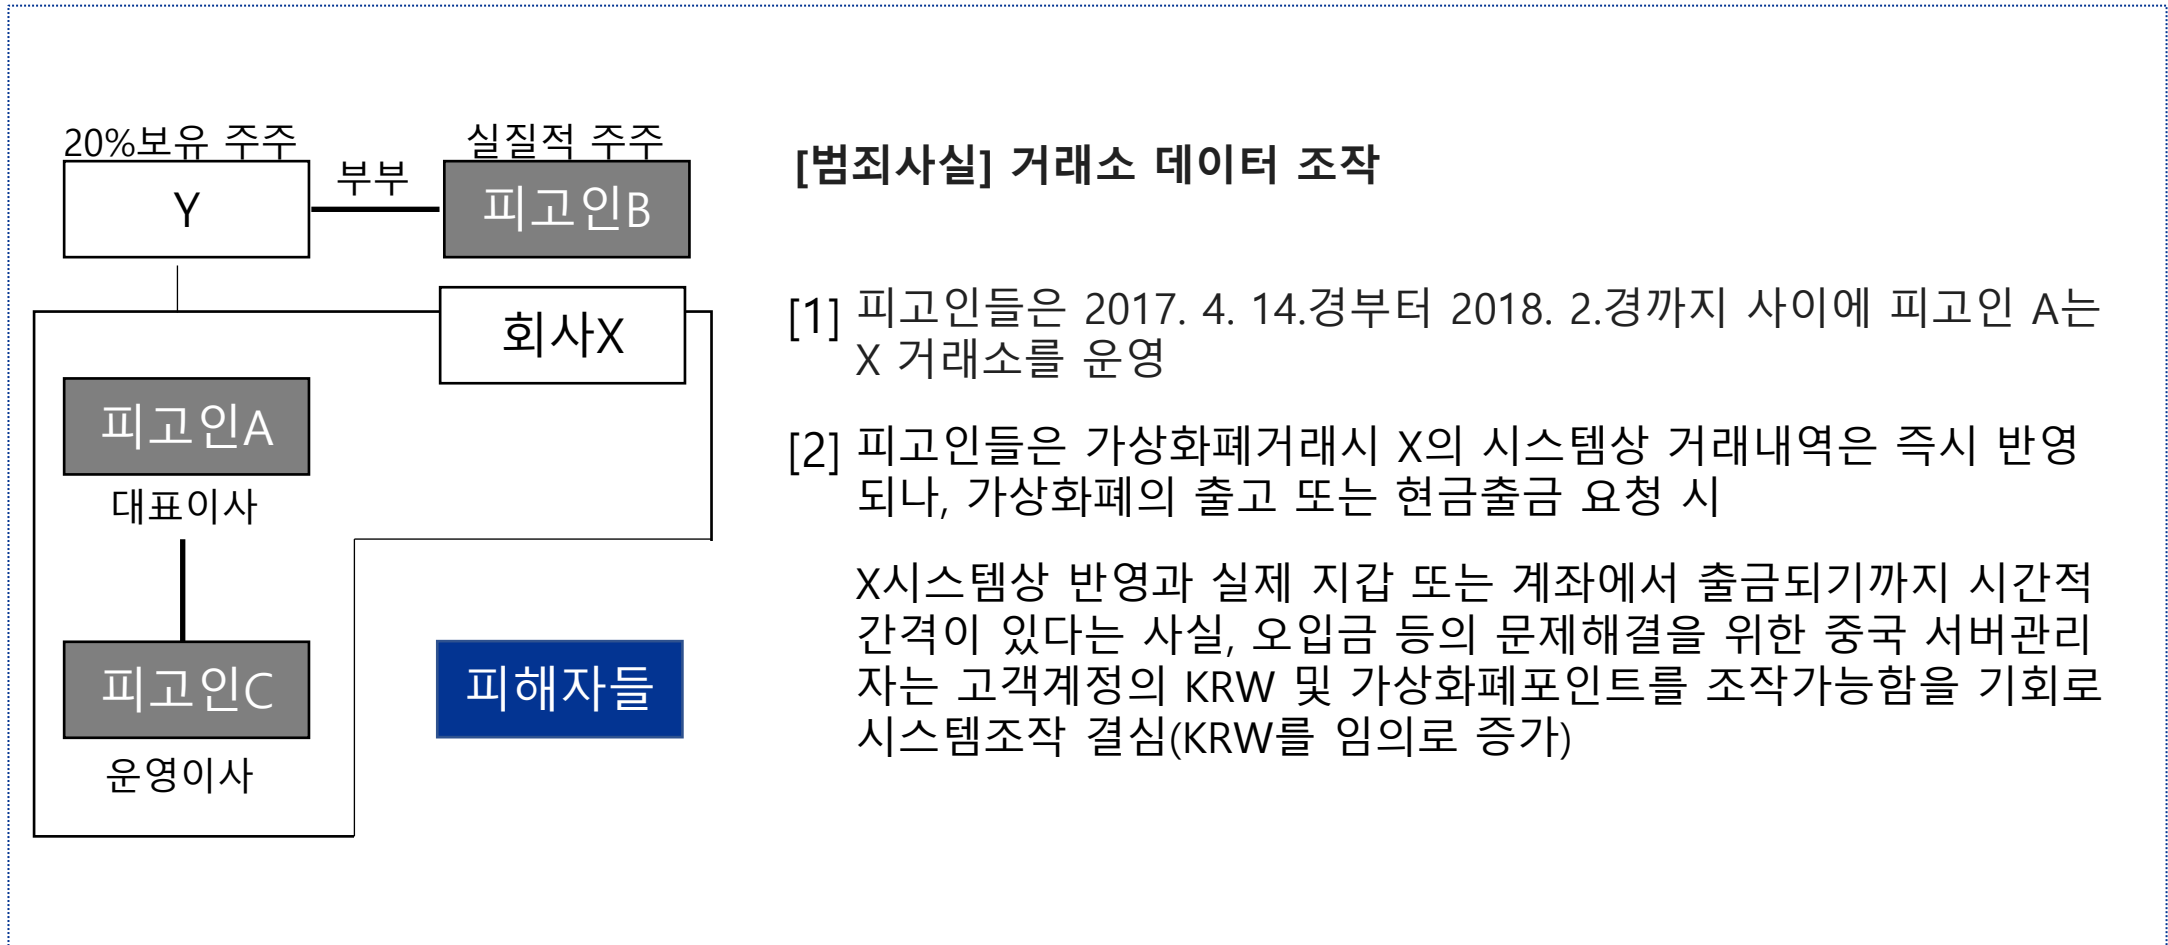 20%보유 주주
실질적 주주
Y
부부
피고인B
회사X
피고인A
대표이사
피고인C
운영이사
피해자들
[범죄사실] 거래소 데이터 조작
[1] 피고인들은 2017. 4. 14.경부터 2018. 2.경까지 사이에 피고인 A는
X 거래소를 운영
[2] 피고인들은 가상화폐거래시 X의 시스템상 거래내역은 즉시 반영
되나, 가상화폐의 출고 또는 현금출금 요청 시
X시스템상 반영과 실제 지갑 또는 계좌에서 출금되기까지 시간적
간격이 있다는 사실, 오입금 등의 문제해결을 위한 중국 서버관리
자는 고객계정의 KRW 및 가상화폐포인트를 조작가능함을 기회로
시스템조작 결심(KRW를 임의로 증가)